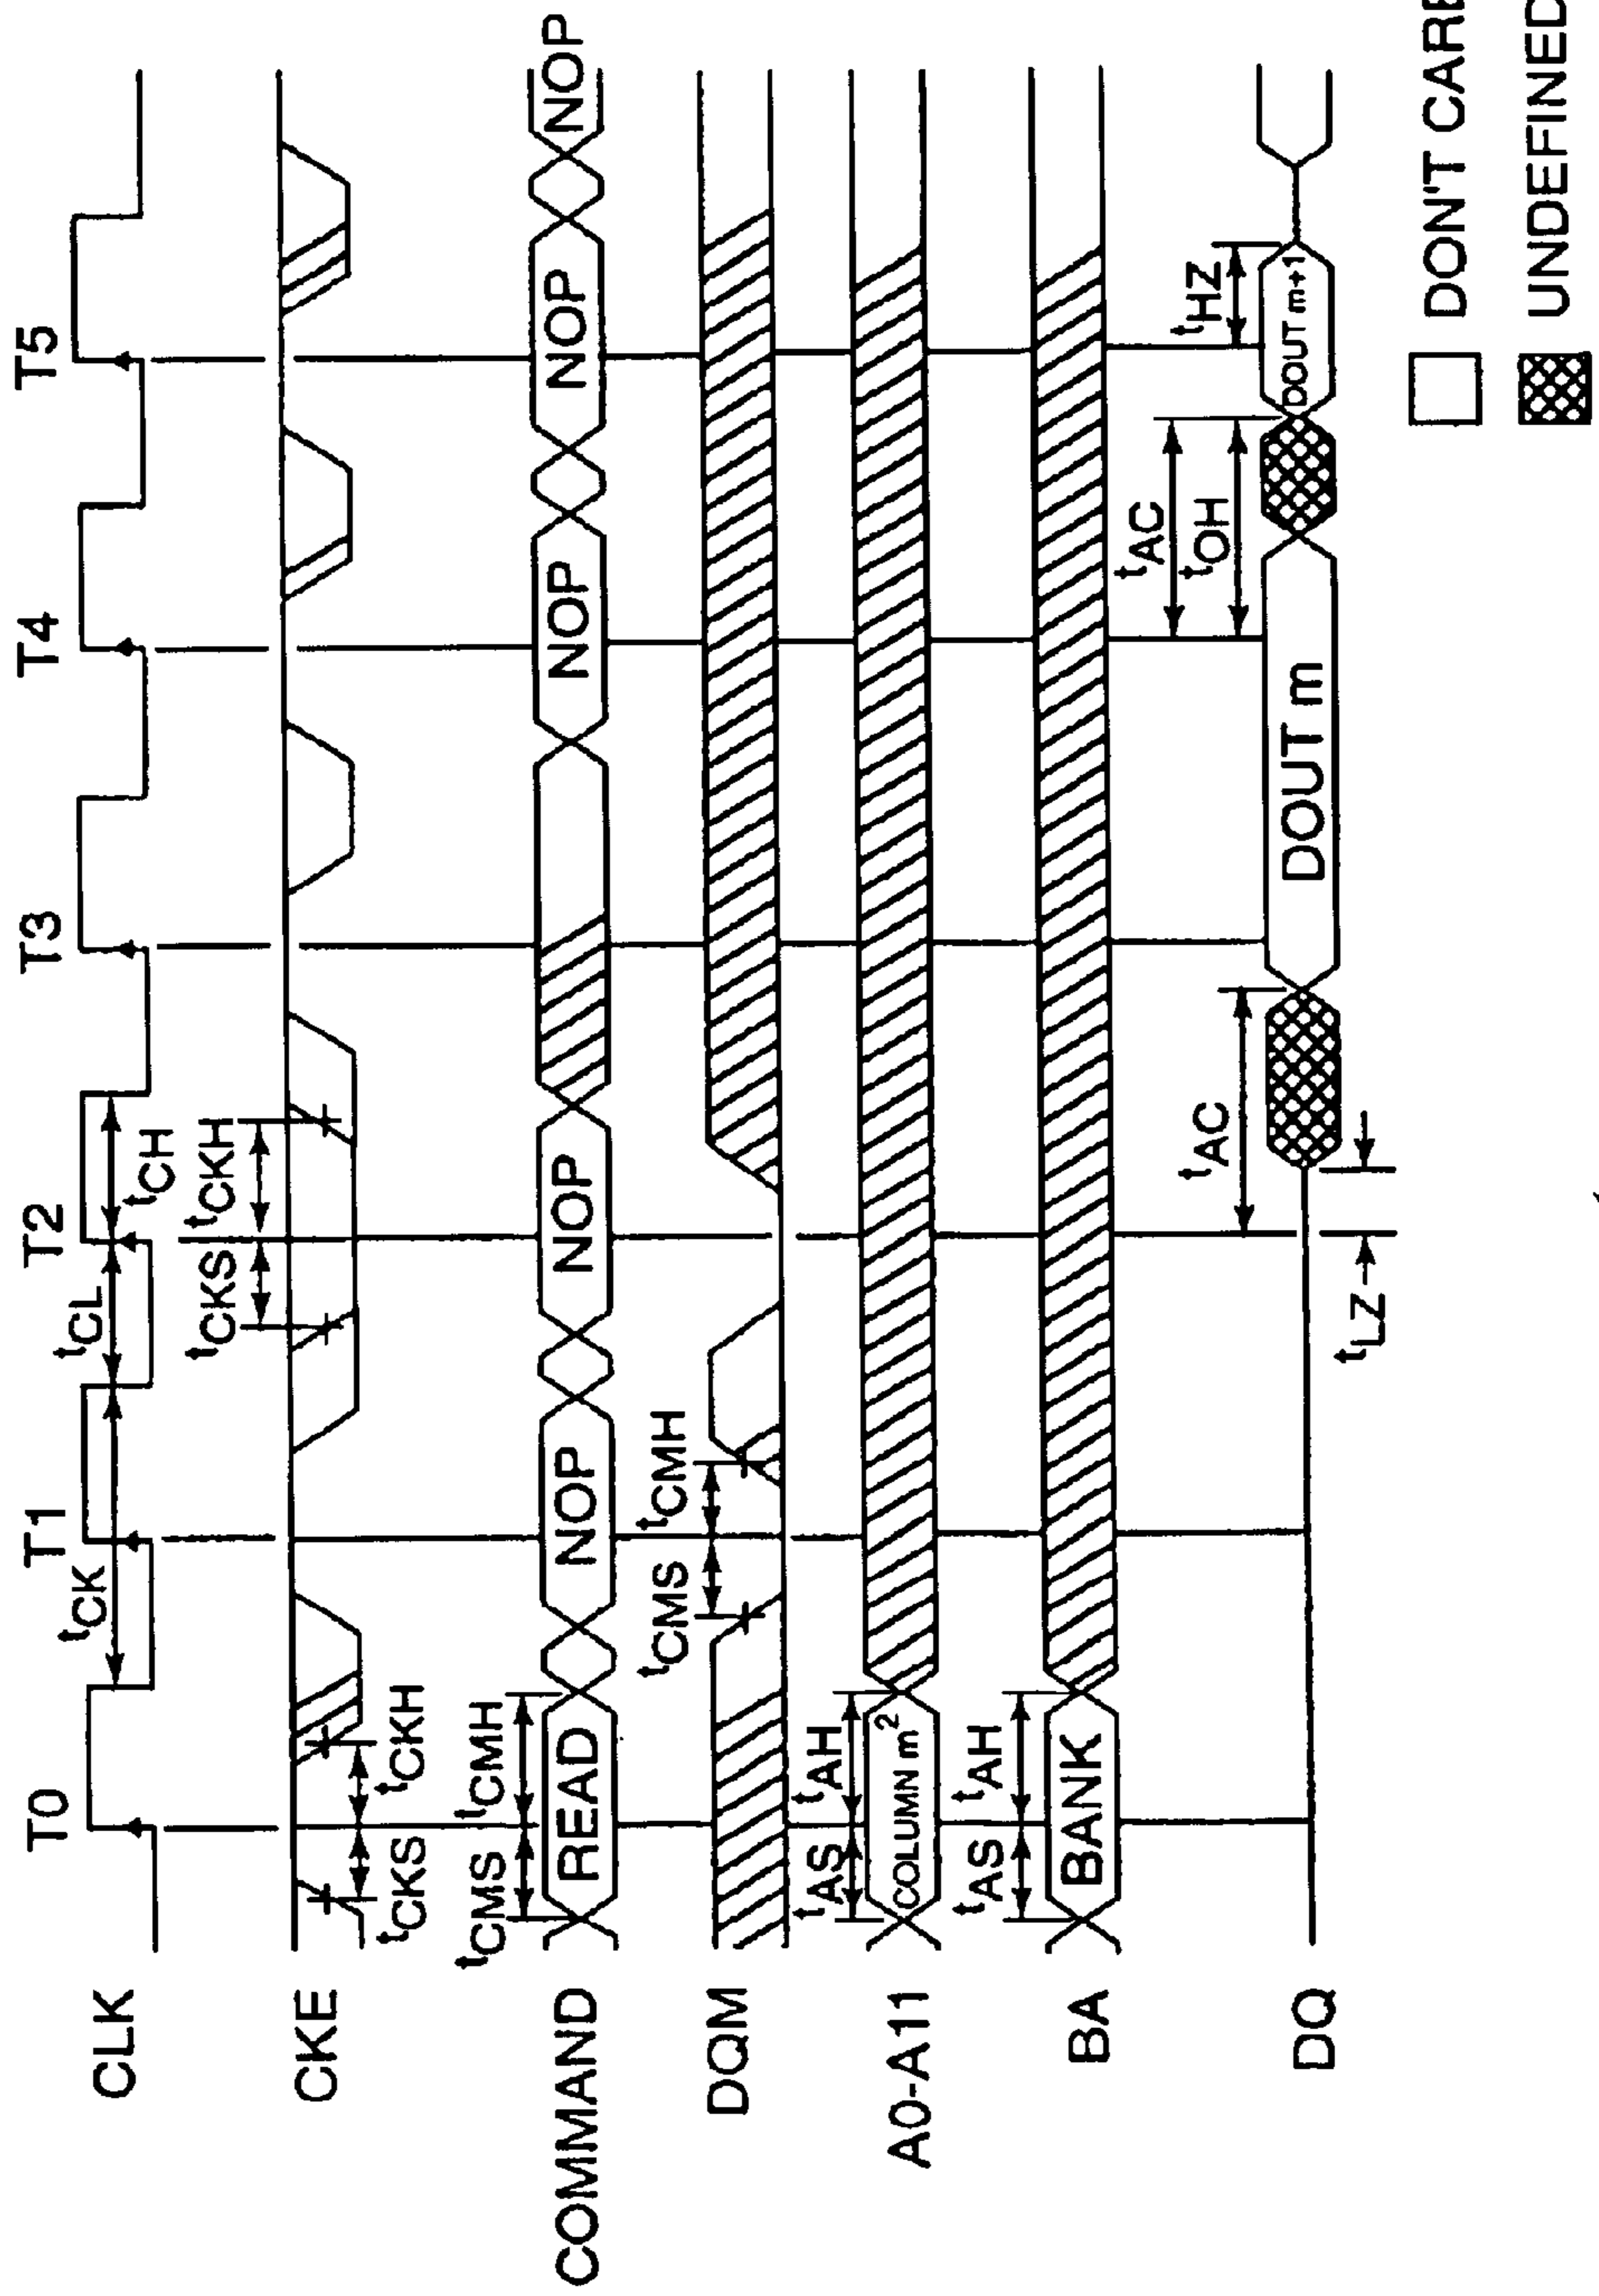 T0 T1 T2 T3 T4 T5
CLK
tCK tCL tCH
CKE
tCKS tCKH tCKS tCKH
tCMS tCMH
COMMAND READ NOP NOP NOP NOP NOP
tCMS tCMH
DQM
tAS tAH
A0-A11 COLUMN m2
tAS tAH
BA BANK
tAC tAC
tOH tHZ
DQ DOUT m DOUT m+1
tLZ
DON'T CARE
UNDEFINED